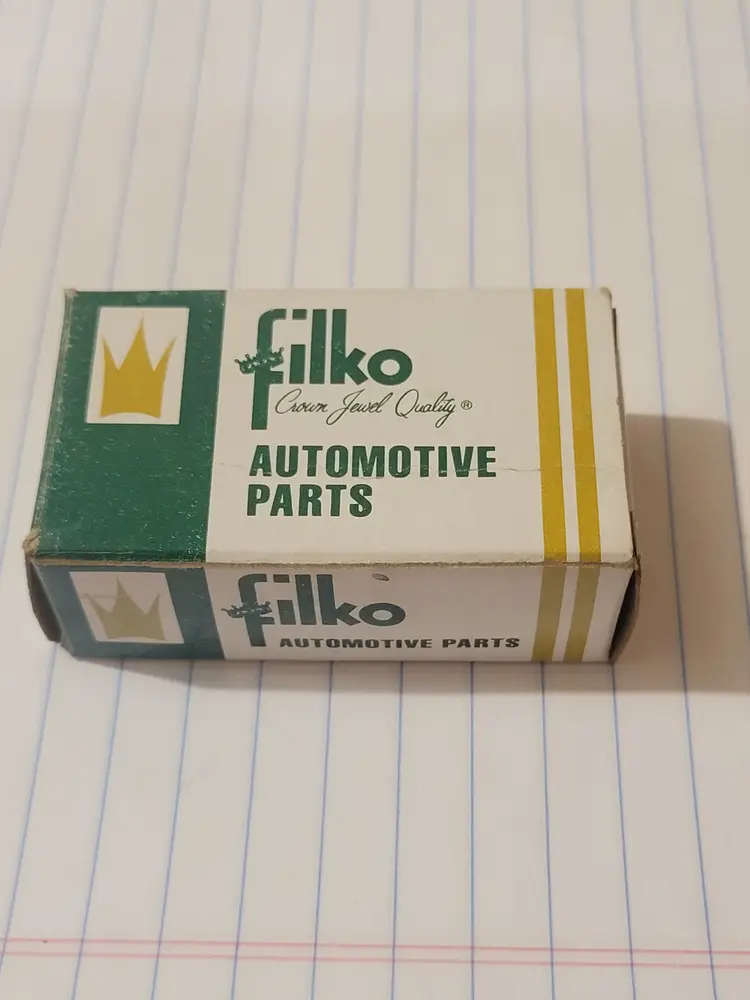 filko
Crown Jewel Quality ®
AUTOMOTIVE
PARTS
filko
AUTOMOTIVE PARTS